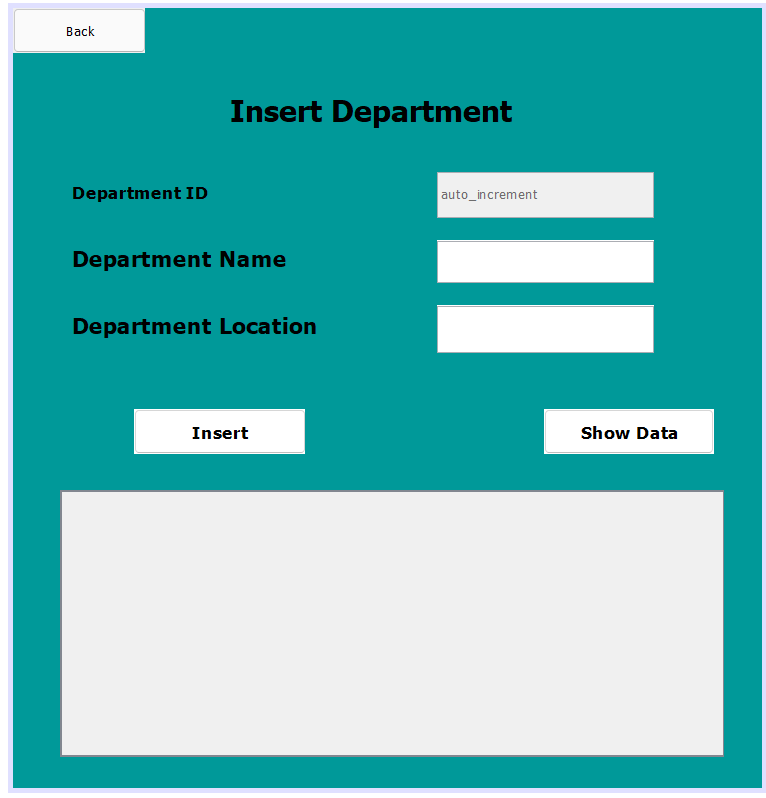 Back
Insert Department
Department ID
auto_increment
Department Name
Department Location
Insert
Show Data